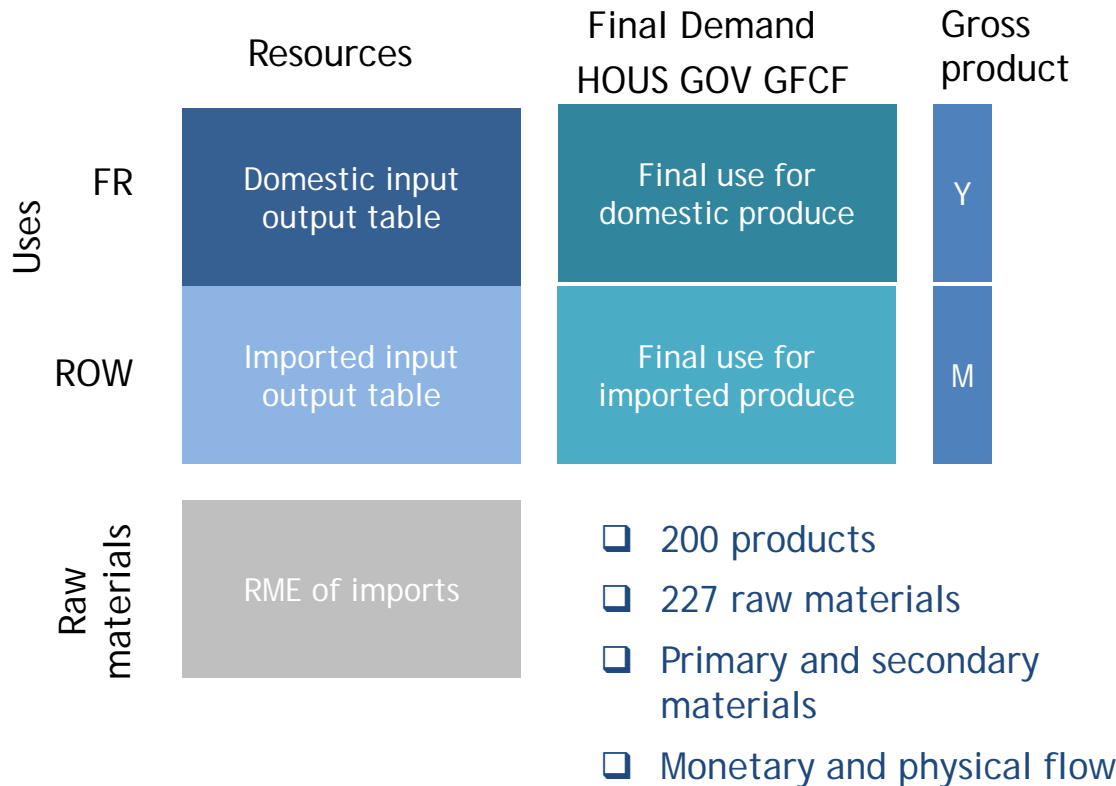 Resources
Final Demand
HOUS GOV GFCF
Gross
product
Uses
FR
Domestic input
output table
Final use for
domestic produce
Y
ROW
Imported input
output table
Final use for
imported produce
M
Raw
materials
RME of imports
❑ 200 products
❑ 227 raw materials
❑ Primary and secondary
materials
❑ Monetary and physical flow